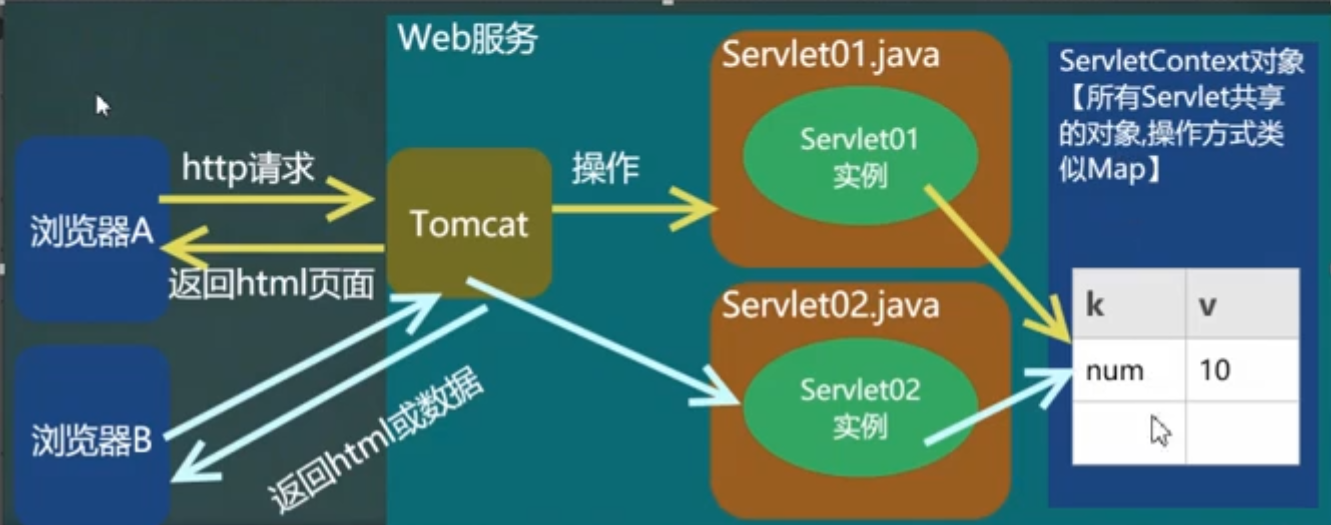 Web服务
Servlet01.java
ServletContext对象
【所有Servlet共享
的对象,操作方式类
似Map】
Servlet01
实例
http请求
操作
浏览器A
Tomcat
返回html页面
Servlet02.java
k v
num 10
Servlet02
实例
浏览器B
返回html或数据